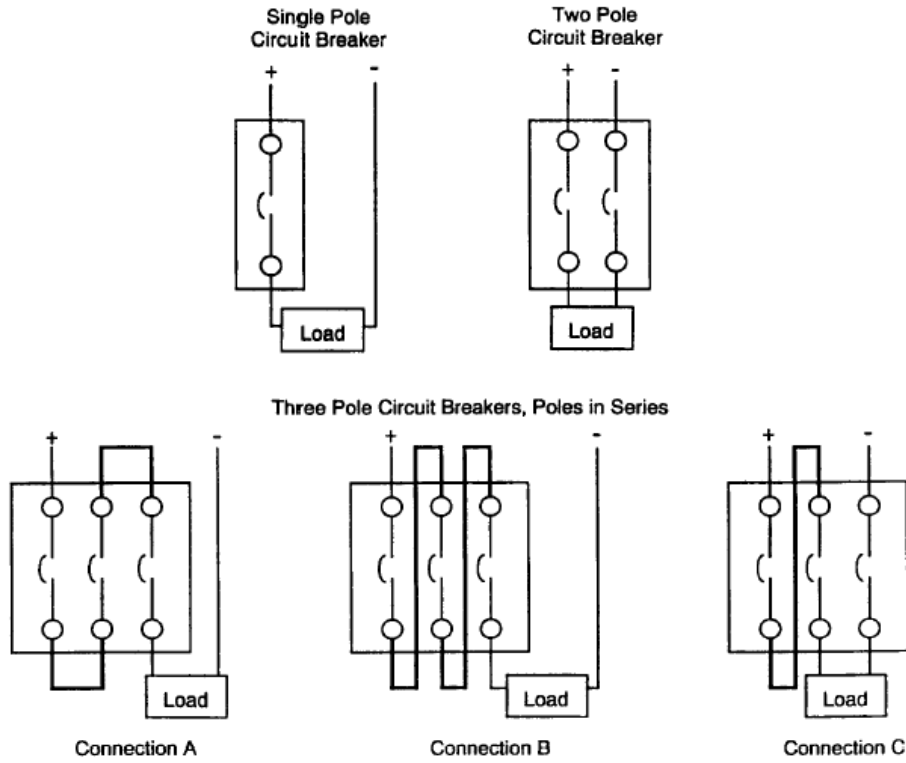 Single Pole
Circuit Breaker
Two Pole
Circuit Breaker
+
-
+
-
Load
Load
Three Pole Circuit Breakers, Poles in Series
+
-
+
-
+
-
Load
Load
Load
Connection A
Connection B
Connection C